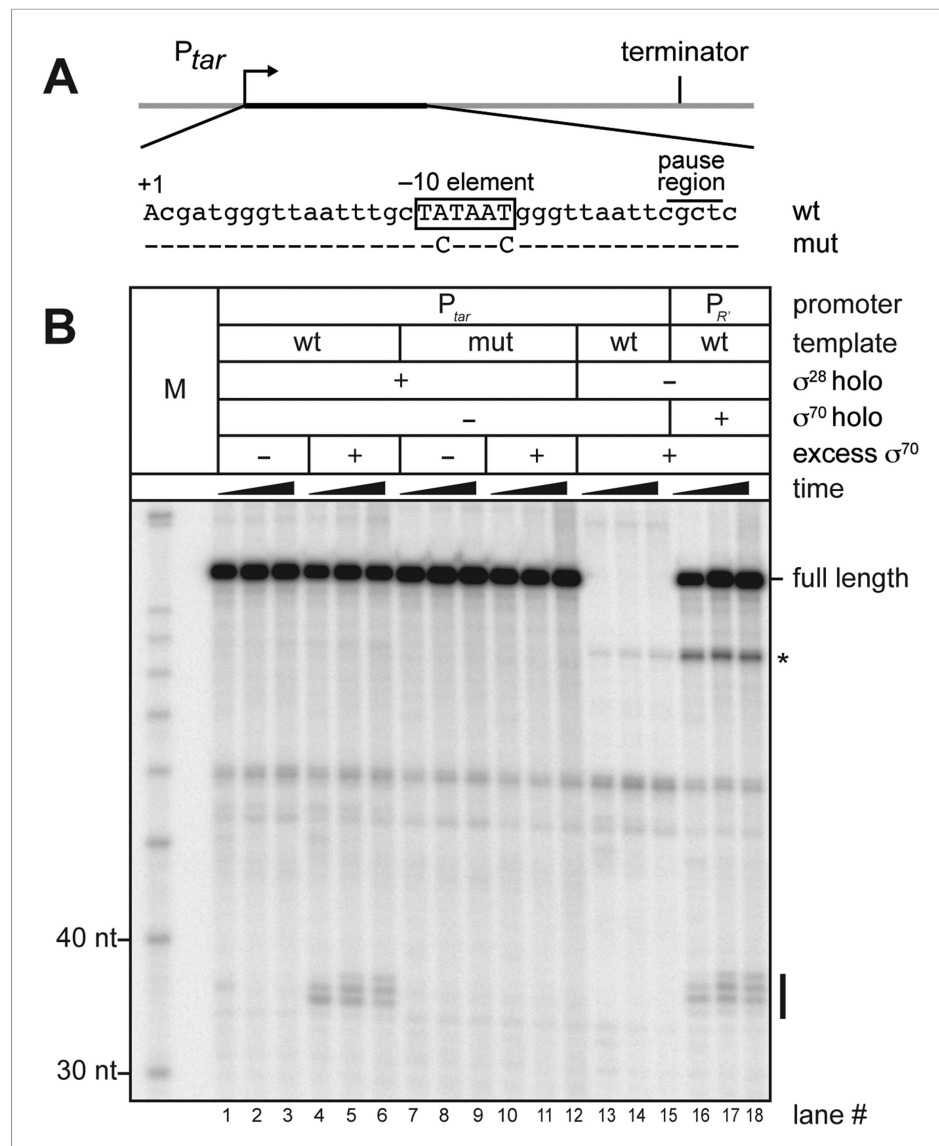 A
Ptar
terminator
pause
region
+1
–10 element
AcgatgggttaatttgcTATAATgggttaattcgctc wt
-----------------–-C---C---------------- mut
B
Ptar PR' promoter
wt mut wt wt template
M
+ – σ28 holo
– + σ70 holo
– + – + + excess σ70
time
full length
*
40 nt
30 nt
1 2 3 4 5 6 7 8 9 10 11 12 13 14 15 16 17 18 lane #